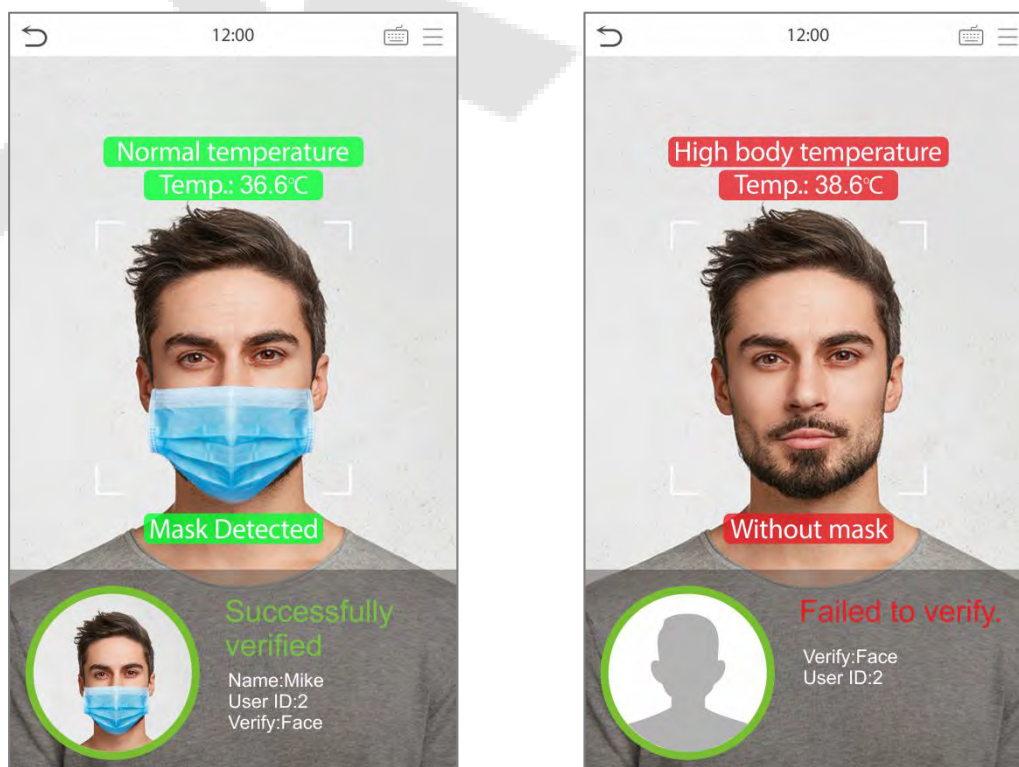 12:00
Normal temperature
Temp.: 36.6°C
Mask Detected
Successfully
verified
Name:Mike
User ID:2
Verify:Face
12:00
High body temperature
Temp.: 38.6°C
Without mask
Failed to verify.
Verify:Face
User ID:2